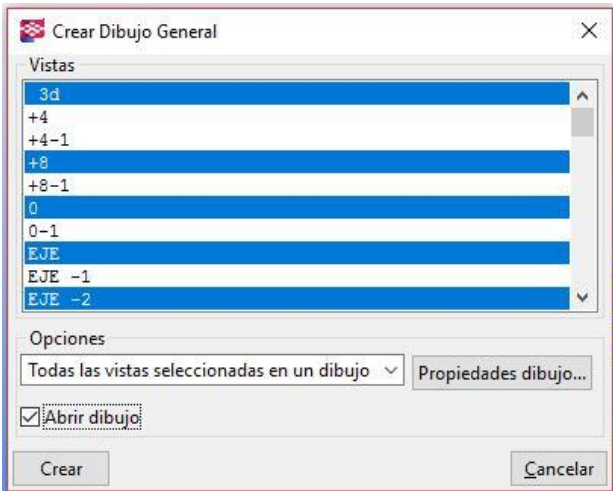 Crear Dibujo General
Vistas
3d
+4
+4-1
+8
+8-1
0
0-1
EJE
EJE -1
EJE -2
Opciones
Todas las vistas seleccionadas en un dibujo
Propiedades dibujo...
Abrir dibujo
Crear
Cancelar